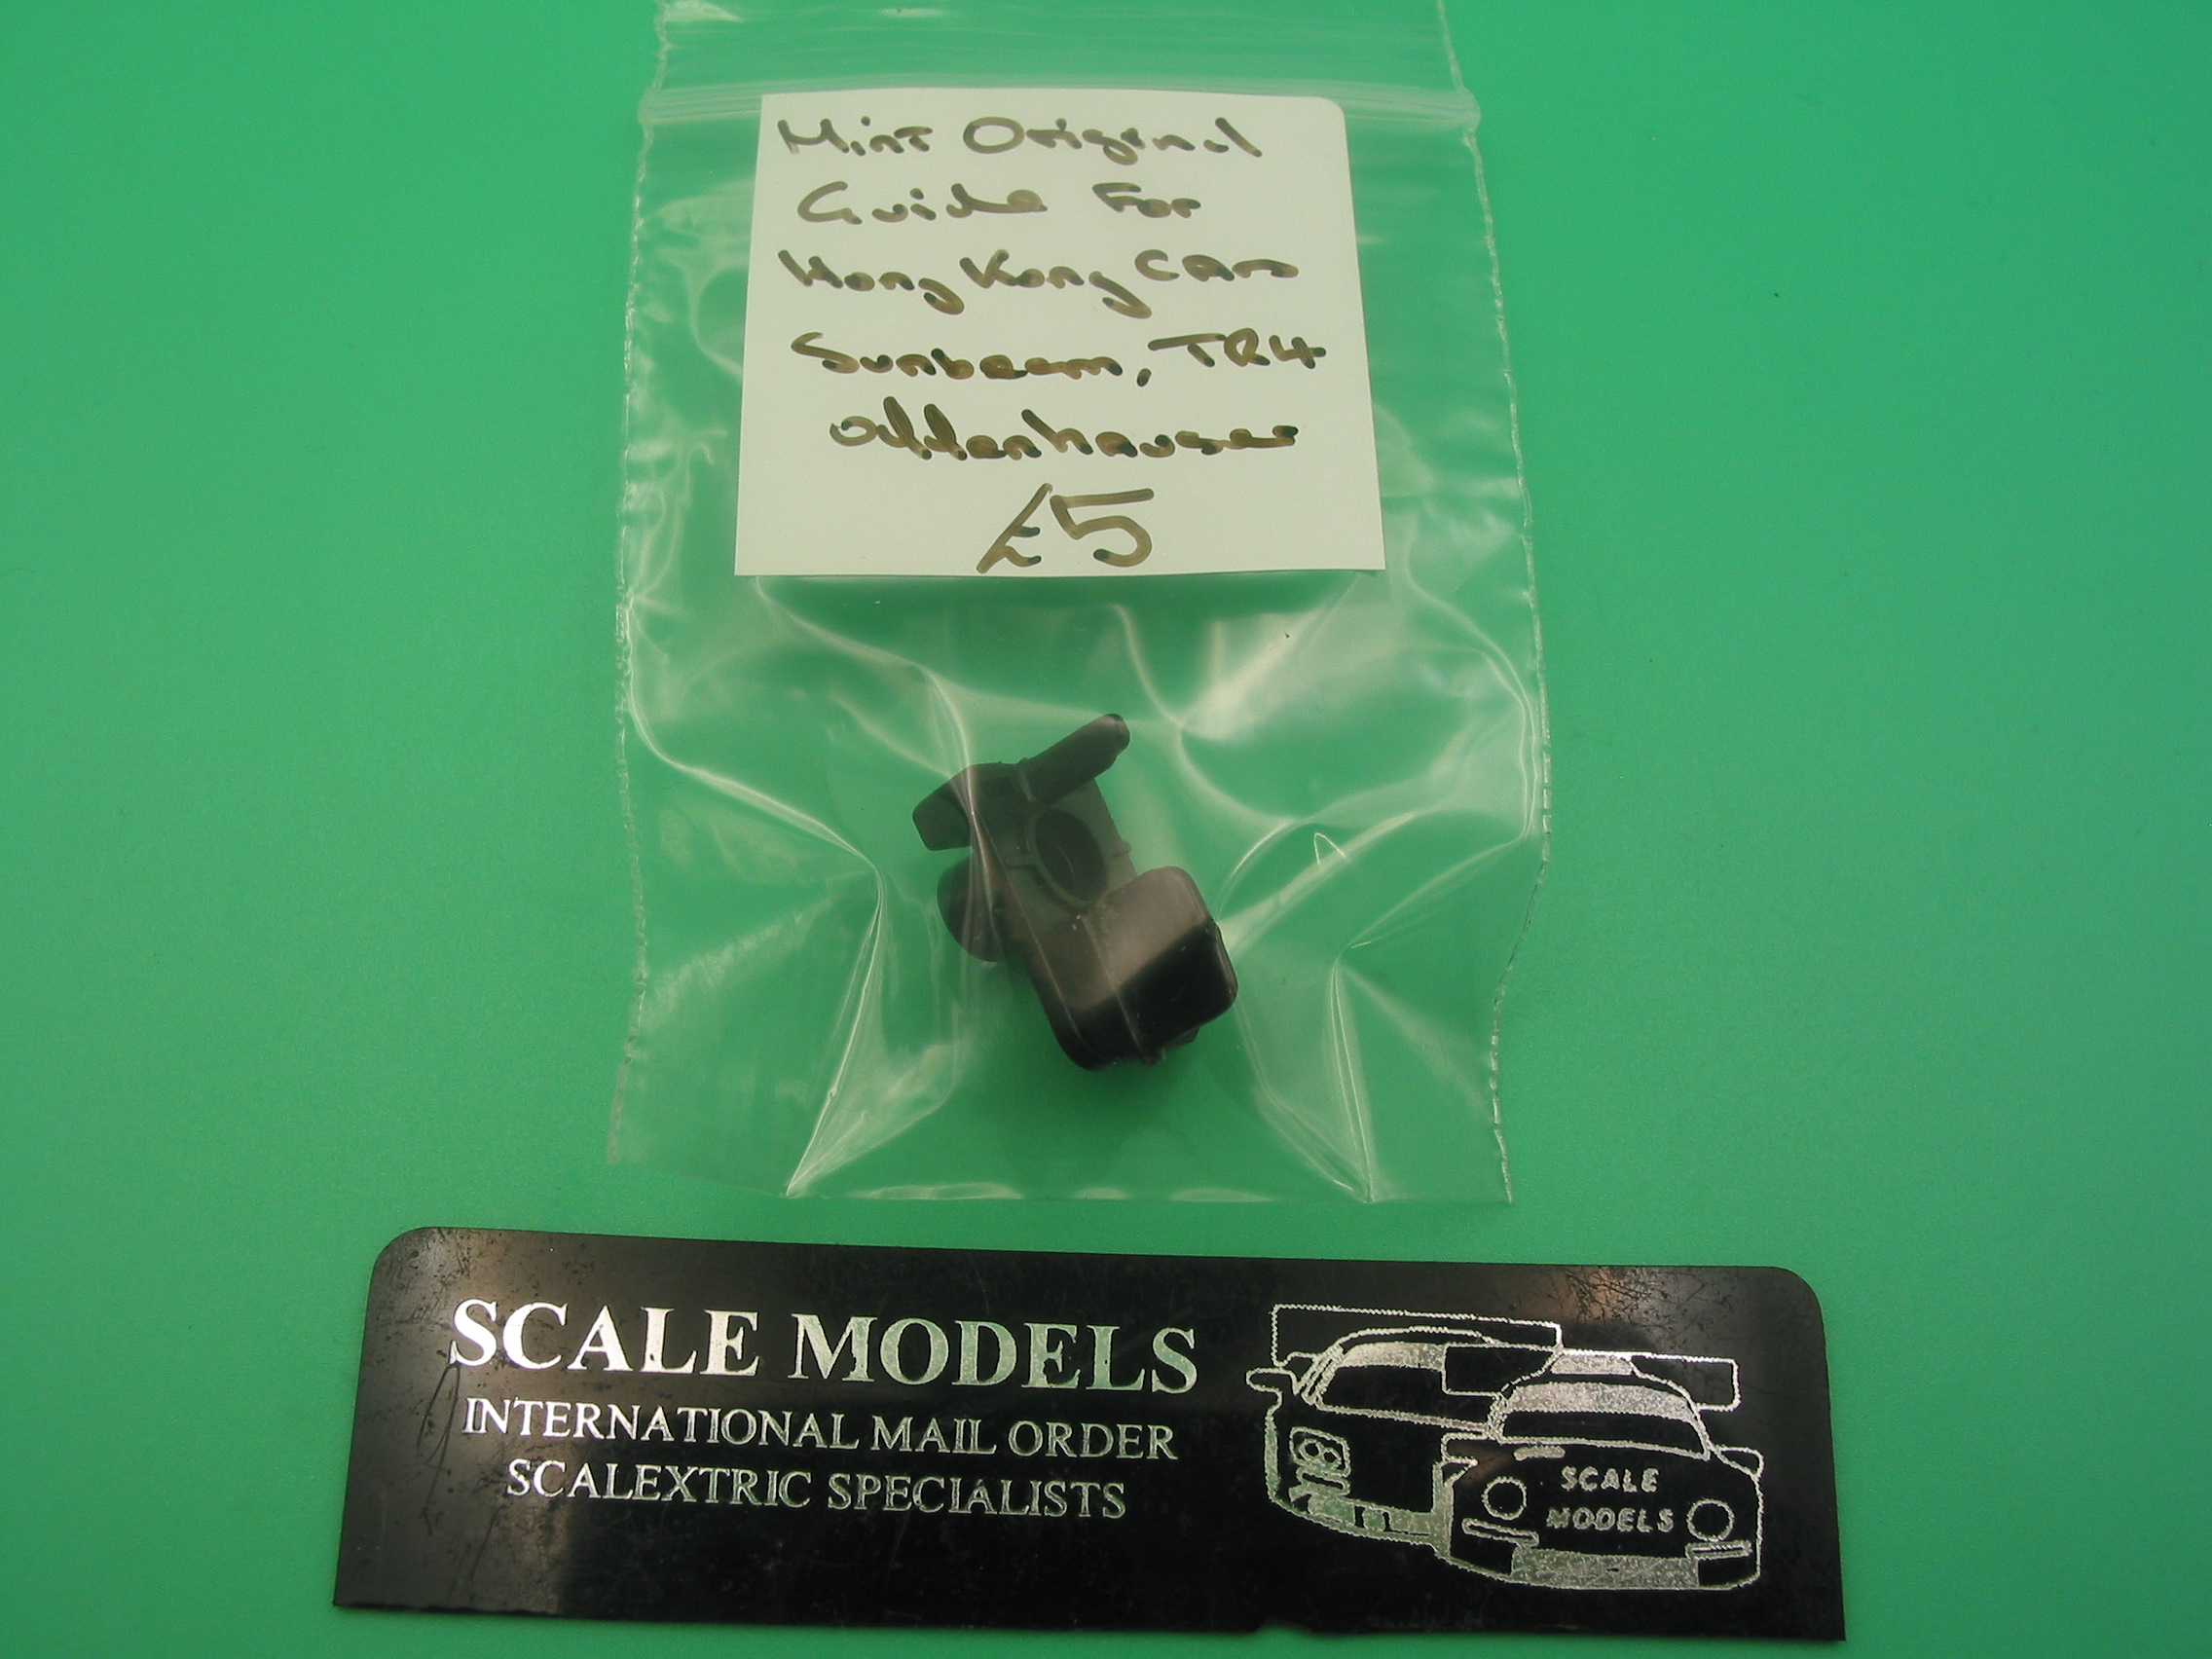 Mint Original
Guide For
Hong Kong Cars
Sunbeam, TR4
Offenhauser
£5
SCALE MODELS
INTERNATIONAL MAIL ORDER
SCALEXTRIC SPECIALISTS
SCALE
MODELS